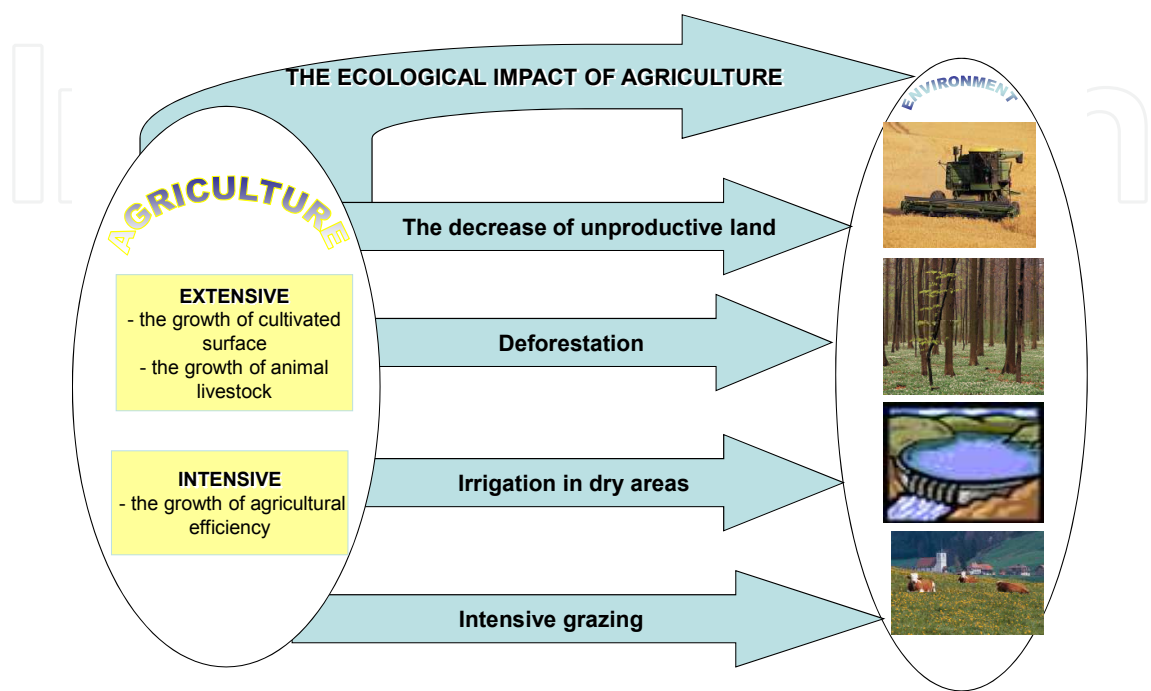 THE ECOLOGICAL IMPACT OF AGRICULTURE
ENVIRONMENT
AGRICULTURE
The decrease of unproductive land
EXTENSIVE
- the growth of cultivated
surface
- the growth of animal
livestock
Deforestation
INTENSIVE
- the growth of agricultural
efficiency
Irrigation in dry areas
Intensive grazing